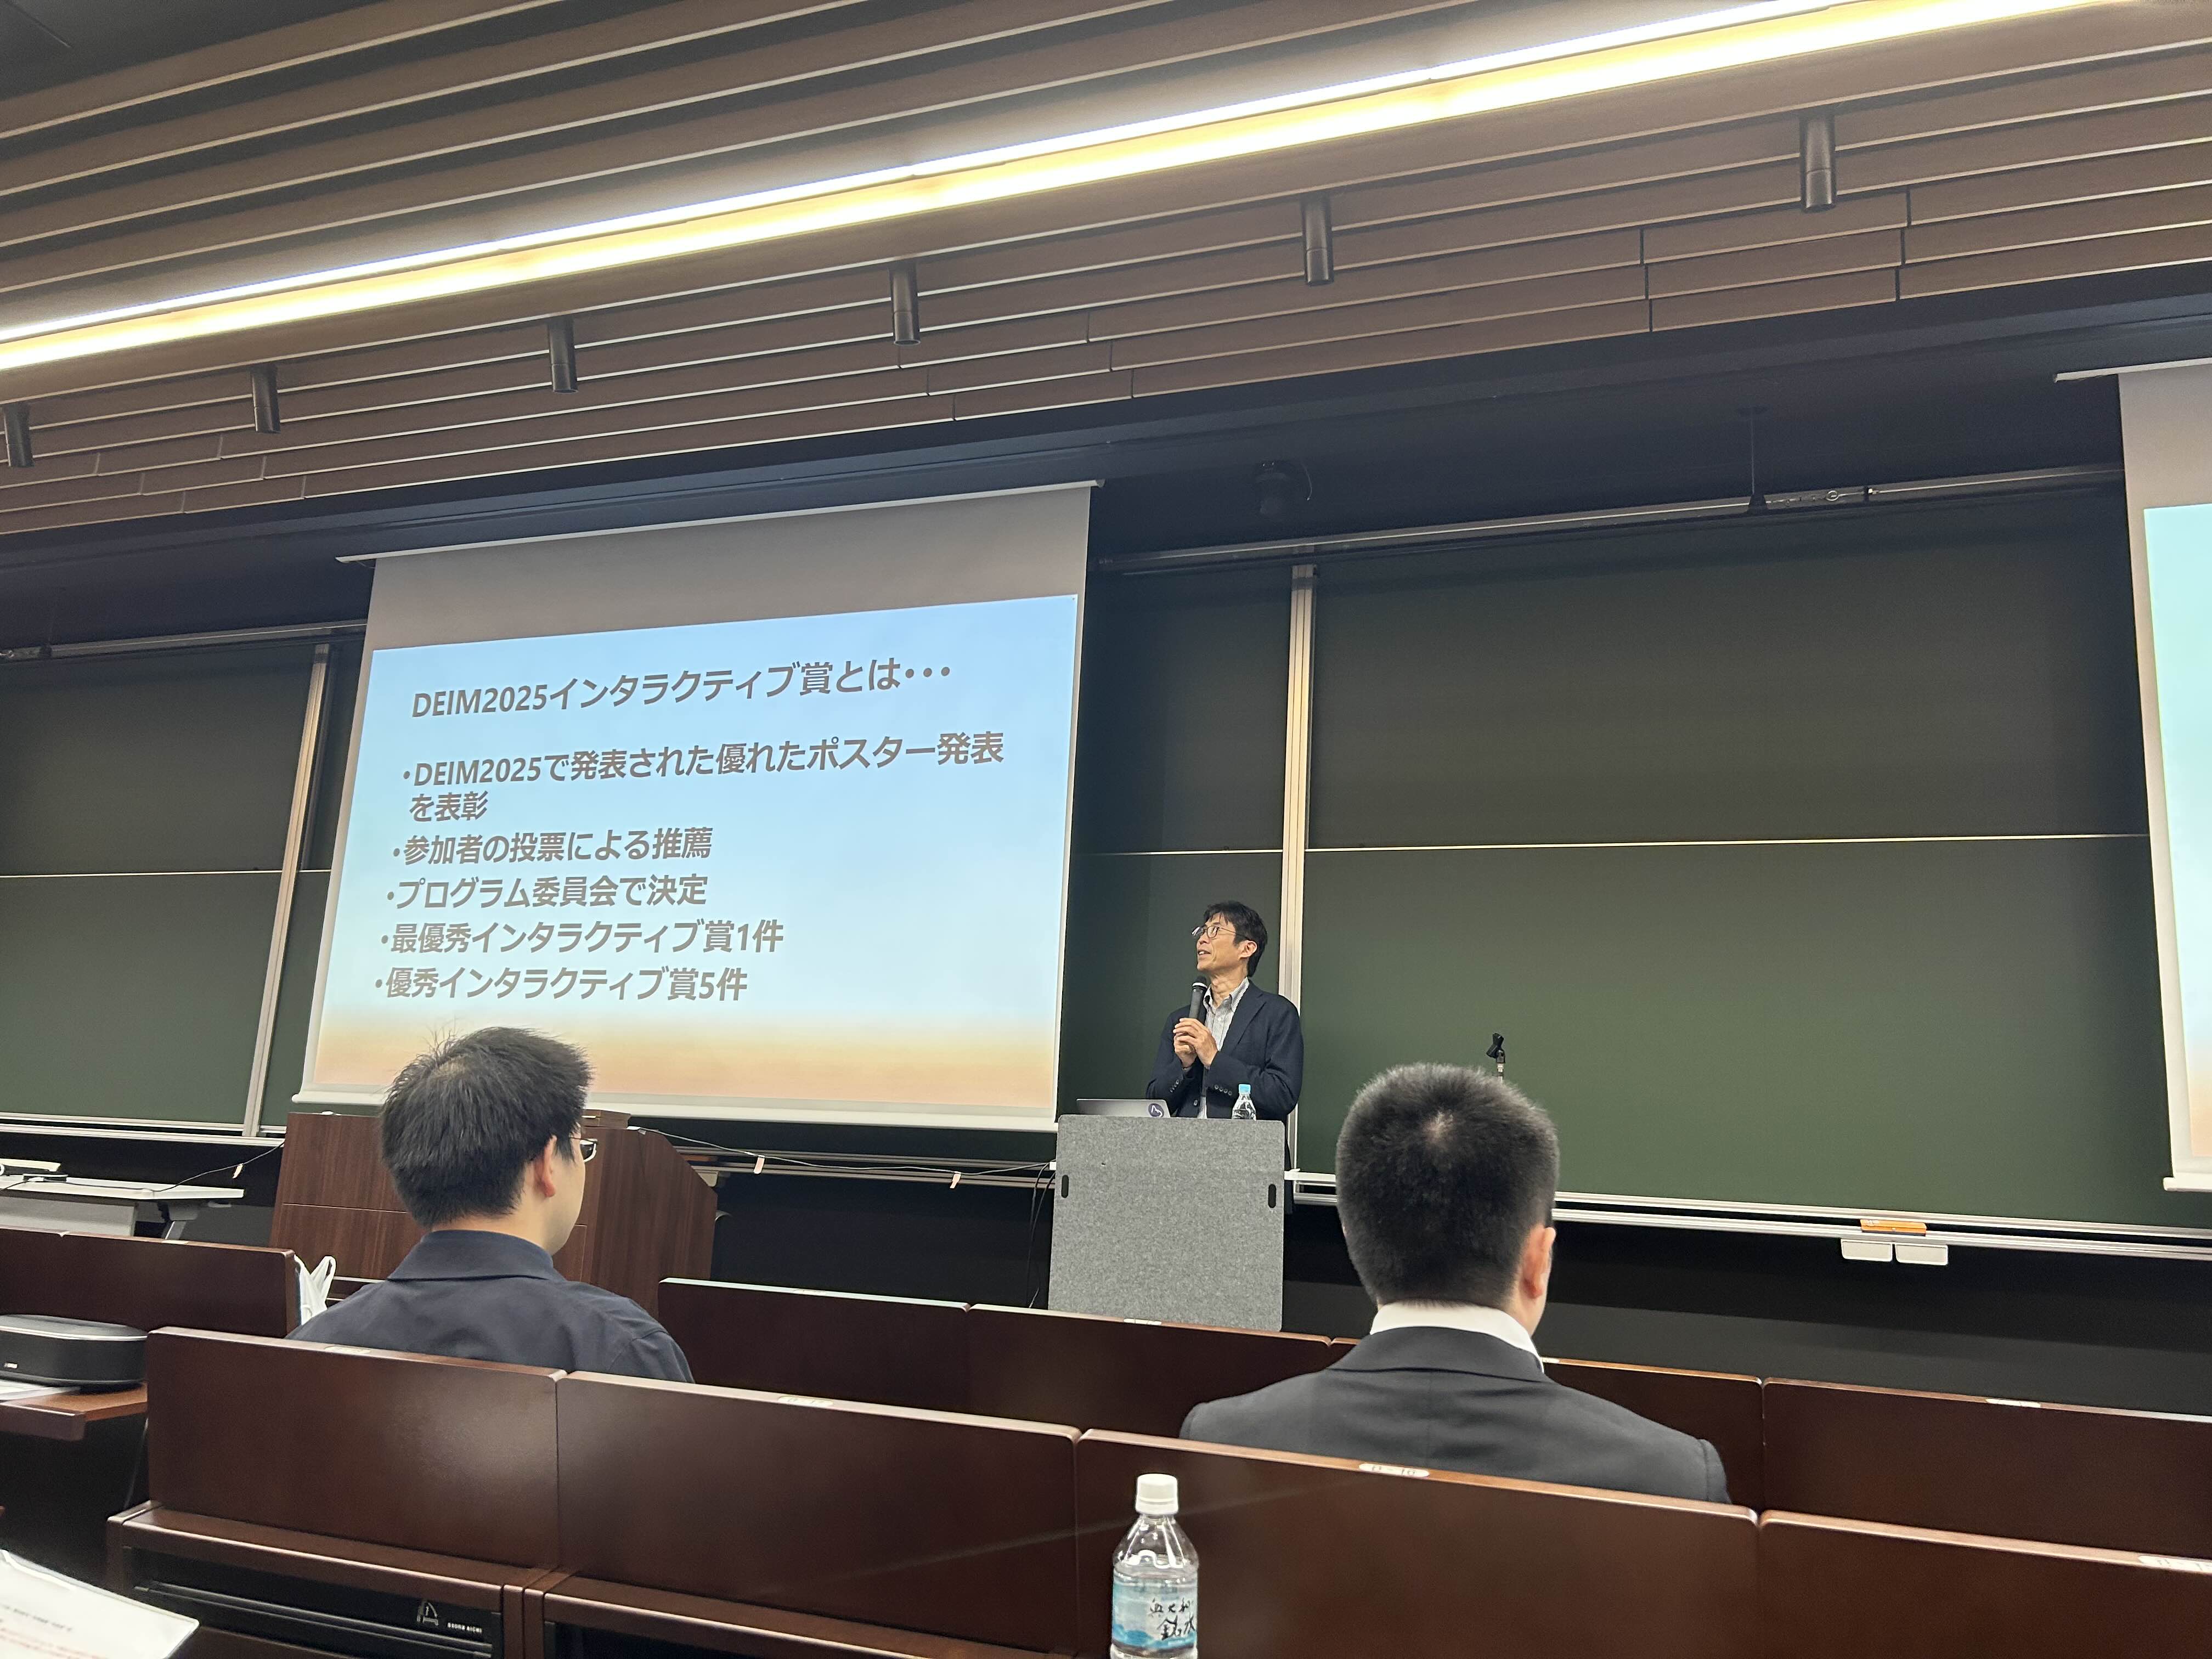 DEIM2025インタラクティブ賞とは・・・
・DEIM2025で発表された優れたポスター発表
を表彰
・参加者の投票による推薦
・プログラム委員会で決定
・最優秀インタラクティブ賞1件
・優秀インタラクティブ賞5件